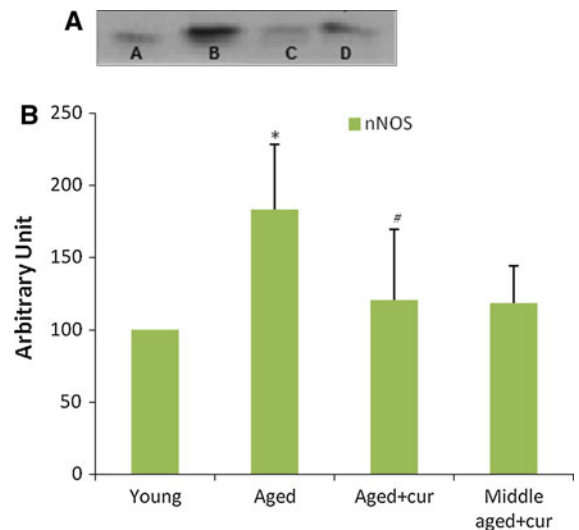 A
A B C D
B
250
200
150
100
50
0
Arbitrary Unit
nNOS
*
#
Young Aged Aged+cur Middle
aged+cur